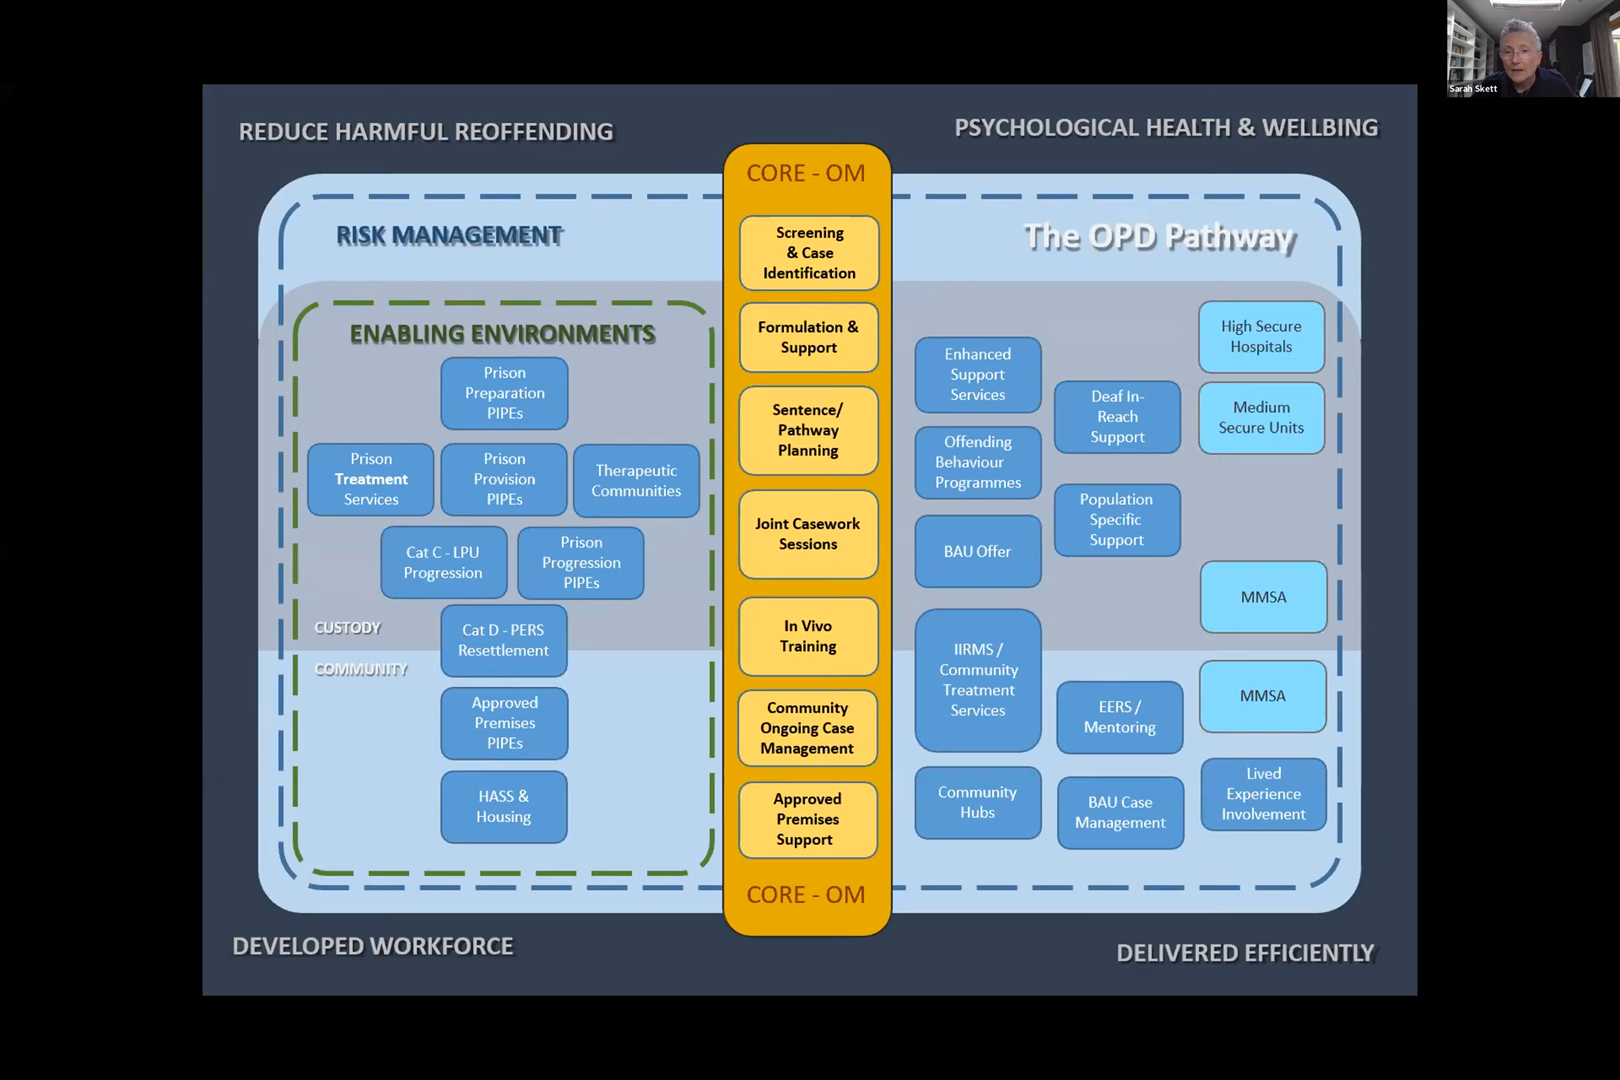 Sarah Skett
REDUCE HARMFUL REOFFENDING
PSYCHOLOGICAL HEALTH & WELLBING
RISK MANAGEMENT
The OPD Pathway
ENABLING ENVIRONMENTS
Prison
Preparation
PIPEs
Prison
Treatment
Services
Prison
Provision
PIPEs
Therapeutic
Communities
Cat C - LPU
Progression
Prison
Progression
PIPEs
CUSTODY
COMMUNITY
Cat D - PERS
Resettlement
Approved
Premises
PIPEs
HASS &
Housing
CORE - OM
Screening
& Case
Identification
Formulation &
Support
Sentence/
Pathway
Planning
Joint Casework
Sessions
In Vivo
Training
Community
Ongoing Case
Management
Approved
Premises
Support
CORE - OM
Enhanced
Support
Services
Offending
Behaviour
Programmes
BAU Offer
IIRMS /
Community
Treatment
Services
Community
Hubs
Deaf In-
Reach
Support
Population
Specific
Support
EERS /
Mentoring
BAU Case
Management
High Secure
Hospitals
Medium
Secure Units
MMSA
MMSA
Lived
Experience
Involvement
DEVELOPED WORKFORCE
DELIVERED EFFICIENTLY